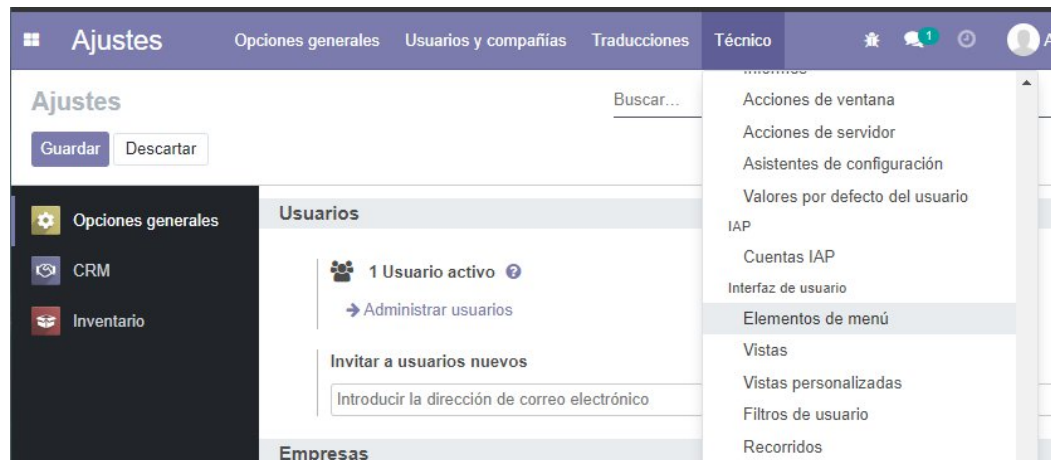 Ajustes
Opciones generales
Usuarios y compañías
Traducciones
Técnico
1
Ajustes
Buscar...
Guardar
Descartar
Opciones generales
CRM
Inventario
Usuarios
1 Usuario activo
Administrar usuarios
Invitar a usuarios nuevos
Introducir la dirección de correo electrónico
Empresas
Acciones de ventana
Acciones de servidor
Asistentes de configuración
Valores por defecto del usuario
IAP
Cuentas IAP
Interfaz de usuario
Elementos de menú
Vistas
Vistas personalizadas
Filtros de usuario
Recorridos